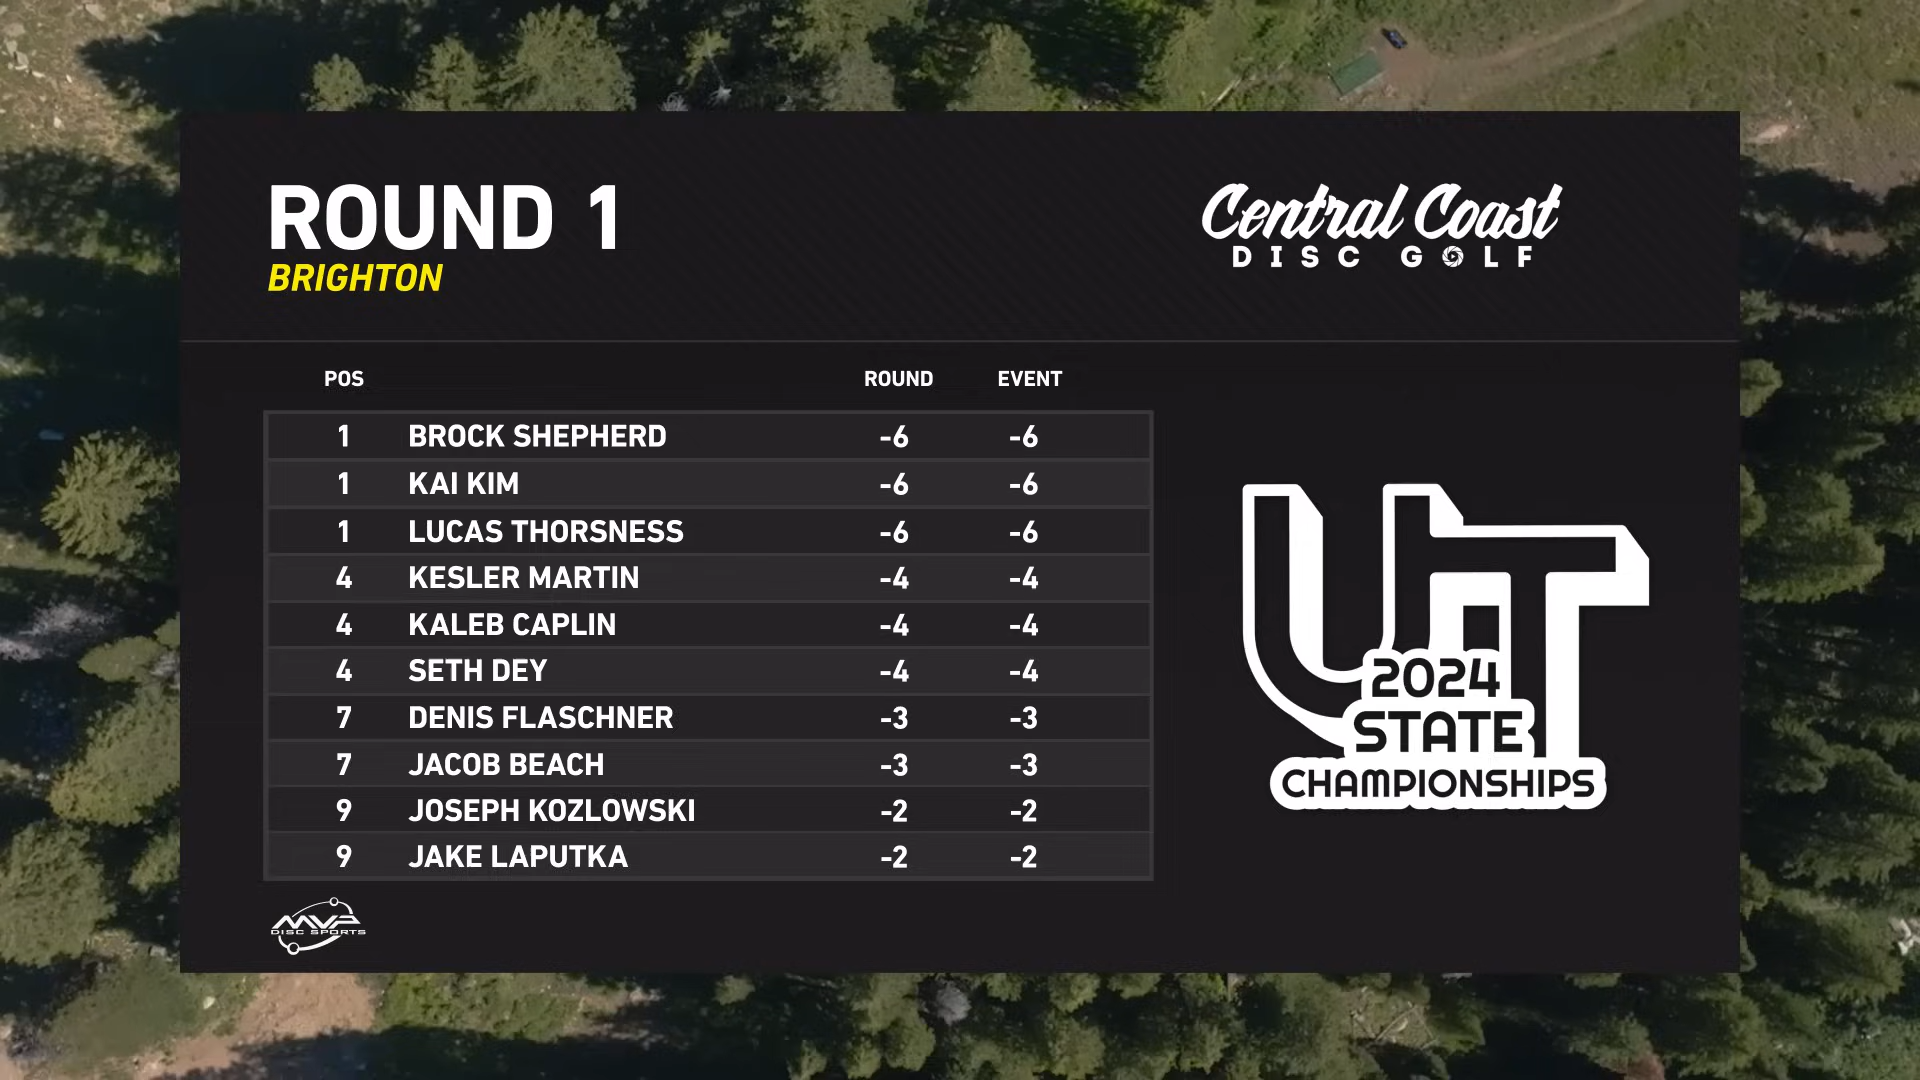 ROUND 1
BRIGHTON
Central Coast
DISC GOLF
POS ROUND EVENT
1 BROCK SHEPHERD -6 -6
1 KAI KIM -6 -6
1 LUCAS THORSNESS -6 -6
4 KESLER MARTIN -4 -4
4 KALEB CAPLIN -4 -4
4 SETH DEY -4 -4
7 DENIS FLASCHNER -3 -3
7 JACOB BEACH -3 -3
9 JOSEPH KOZLOWSKI -2 -2
9 JAKE LAPUTKA -2 -2
UT
2024
STATE
CHAMPIONSHIPS
MVP
DISC SPORTS